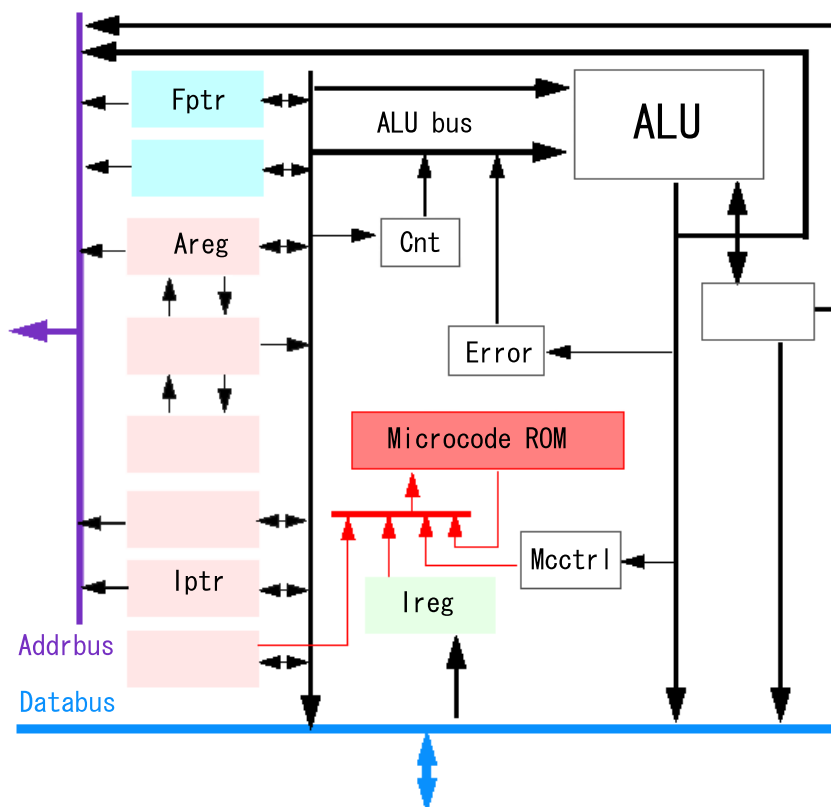 Fptr
ALU bus
ALU
Areg
Cnt
Error
Microcode ROM
Mcctrl
Iptr
Ireg
Addrbus
Databus